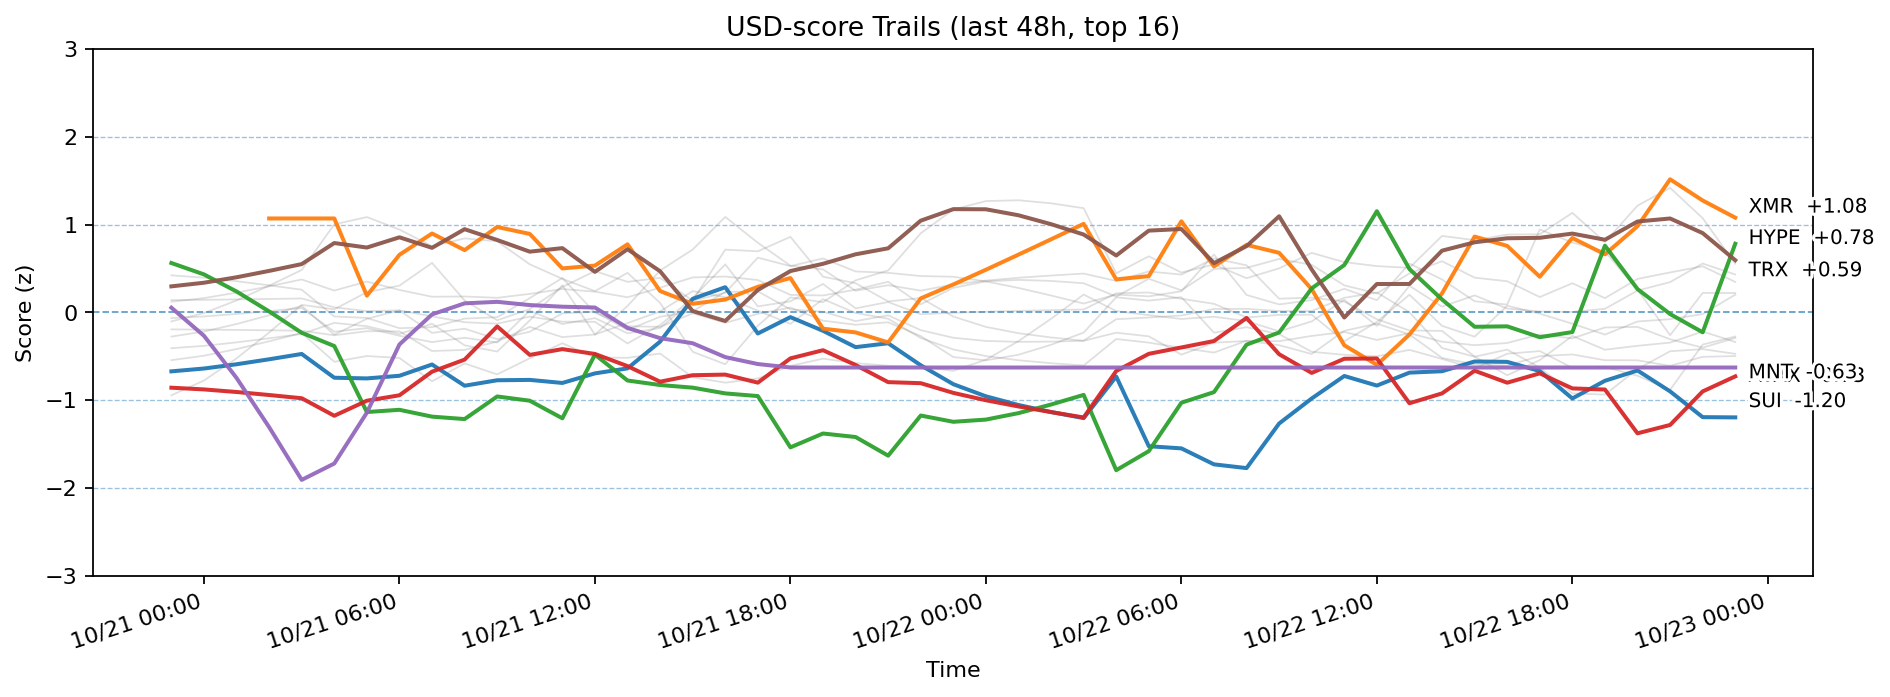 USD-score Trails (last 48h, top 16)
Score (z)
3
2
1
0
−1
−2
−3
XMR +1.08
HYPE +0.78
TRX +0.59
MNT -0.63
SUI -1.20
10/21 00:00
10/21 06:00
10/21 12:00
10/21 18:00
10/22 00:00
10/22 06:00
10/22 12:00
10/22 18:00
10/23 00:00
Time